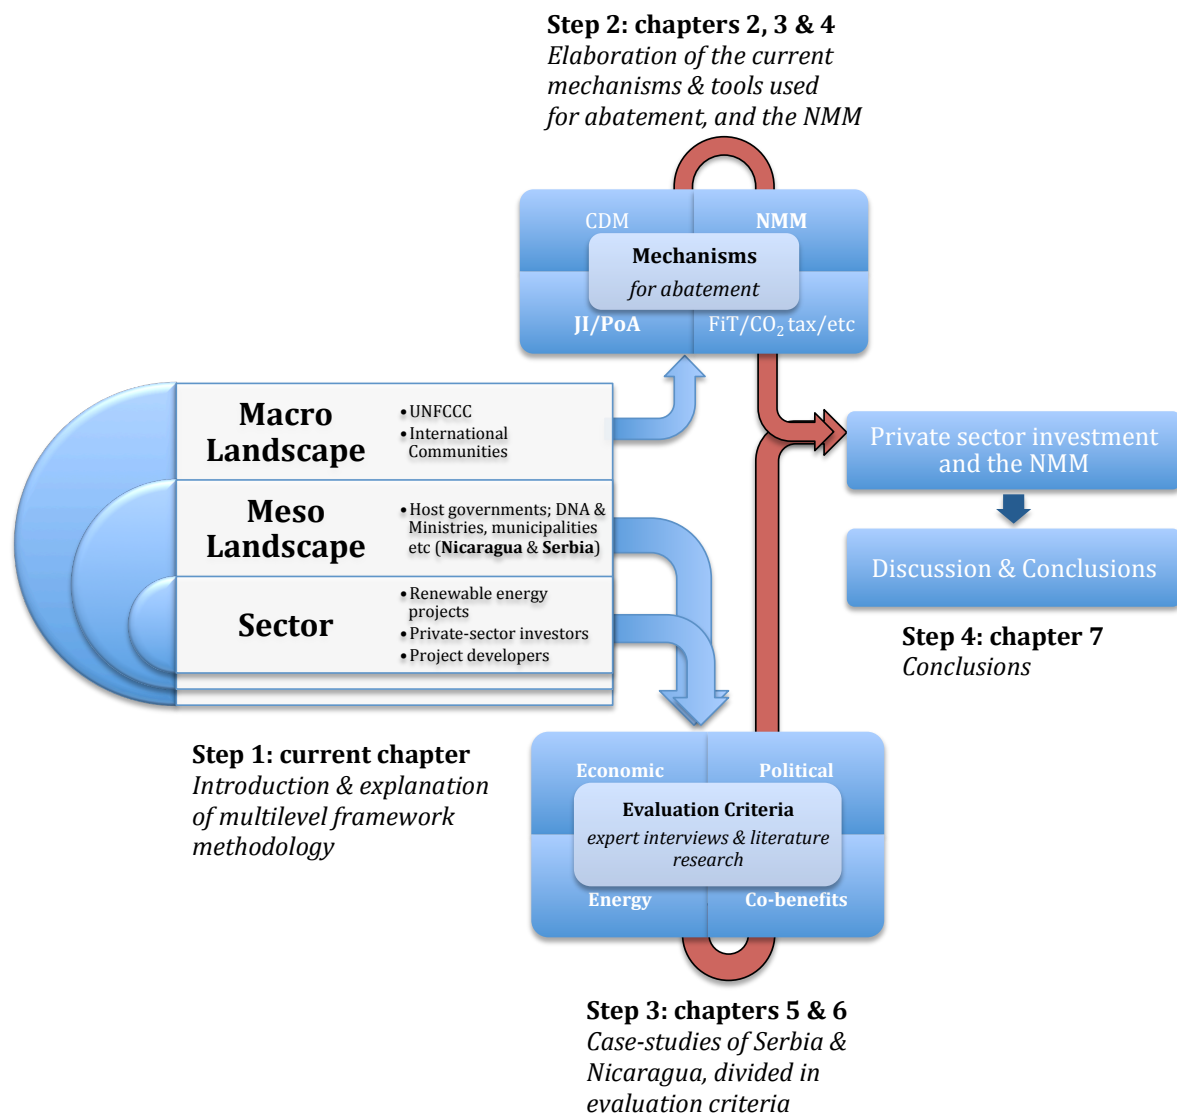 Step 2: chapters 2, 3 & 4
Elaboration of the current
mechanisms & tools used
for abatement, and the NMM
CDM
NMM
Mechanisms
for abatement
JI/PoA
FiT/CO₂ tax/etc
Macro
Landscape
•UNFCCC
•International
Communities
Meso
Landscape
•Host governments; DNA &
Ministries, municipalities
etc (Nicaragua & Serbia)
Sector
•Renewable energy
projects
•Private-sector investors
•Project developers
Private sector investment
and the NMM
Discussion & Conclusions
Step 4: chapter 7
Conclusions
Step 1: current chapter
Introduction & explanation
of multilevel framework
methodology
Economic
Political
Evaluation Criteria
expert interviews & literature
research
Energy
Co-benefits
Step 3: chapters 5 & 6
Case-studies of Serbia &
Nicaragua, divided in
evaluation criteria